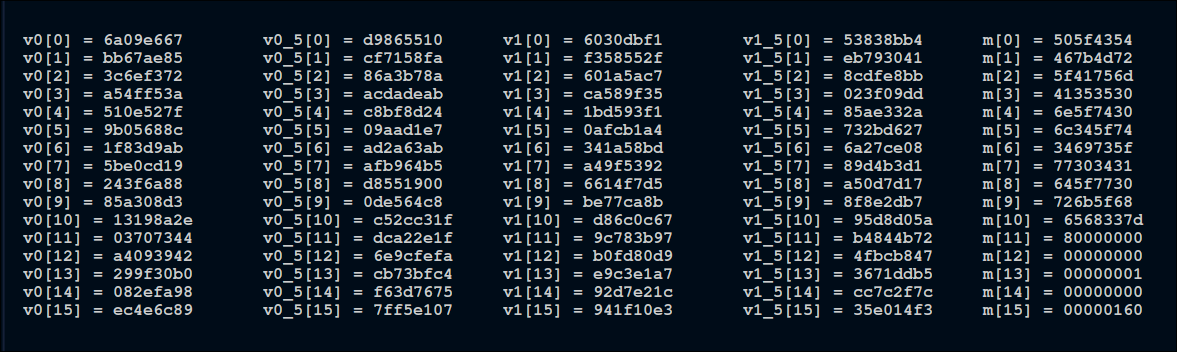 v0[0] = 6a09e667 v0_5[0] = d9865510 v1[0] = 6030dbf1 v1_5[0] = 53838bb4 m[0] = 505f4354
v0[1] = bb67ae85 v0_5[1] = cf7158fa v1[1] = f358552f v1_5[1] = eb793041 m[1] = 467b4d72
v0[2] = 3c6ef372 v0_5[2] = 86a3b78a v1[2] = 601a5ac7 v1_5[2] = 8cdfe8bb m[2] = 5f41756d
v0[3] = a54ff53a v0_5[3] = acdadeab v1[3] = ca589f35 v1_5[3] = 023f09dd m[3] = 41353530
v0[4] = 510e527f v0_5[4] = c8bf8d24 v1[4] = 1bd593f1 v1_5[4] = 85ae332a m[4] = 6e5f7430
v0[5] = 9b05688c v0_5[5] = 09aad1e7 v1[5] = 0afcb1a4 v1_5[5] = 732bd627 m[5] = 6c345f74
v0[6] = 1f83d9ab v0_5[6] = ad2a63ab v1[6] = 341a58bd v1_5[6] = 6a27ce08 m[6] = 3469735f
v0[7] = 5be0cd19 v0_5[7] = afb964b5 v1[7] = a49f5392 v1_5[7] = 89d4b3d1 m[7] = 77303431
v0[8] = 243f6a88 v0_5[8] = d8551900 v1[8] = 6614f7d5 v1_5[8] = a50d7d17 m[8] = 645f7730
v0[9] = 85a308d3 v0_5[9] = 0de564c8 v1[9] = be77ca8b v1_5[9] = 8f8e2db7 m[9] = 726b5f68
v0[10] = 13198a2e v0_5[10] = c52cc31f v1[10] = d86c0c67 v1_5[10] = 95d8d05a m[10] = 6568337d
v0[11] = 03707344 v0_5[11] = dca22e1f v1[11] = 9c783b97 v1_5[11] = b4844b72 m[11] = 80000000
v0[12] = a4093942 v0_5[12] = 6e9cfefa v1[12] = b0fd80d9 v1_5[12] = 4fbcb847 m[12] = 00000000
v0[13] = 299f30b0 v0_5[13] = cb73bfc4 v1[13] = e9c3e1a7 v1_5[13] = 3671ddb5 m[13] = 00000001
v0[14] = 082efa98 v0_5[14] = f63d7675 v1[14] = 92d7e21c v1_5[14] = cc7c2f7c m[14] = 00000000
v0[15] = ec4e6c89 v0_5[15] = 7ff5e107 v1[15] = 941f10e3 v1_5[15] = 35e014f3 m[15] = 00000160